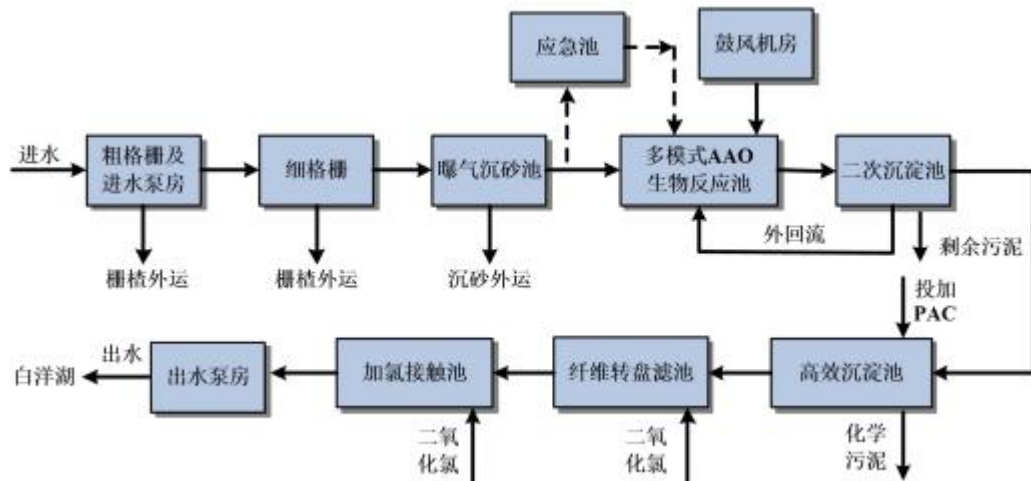 应急池
鼓风机房
进水
粗格栅及
进水泵房
细格栅
曝气沉砂池
多模式AAO
生物反应池
二次沉淀池
外回流
剩余污泥
栅楂外运
栅楂外运
沉砂外运
投加
PAC
白洋湖
出水
出水泵房
加氯接触池
纤维转盘滤池
高效沉淀池
二氧
化氯
二氧
化氯
化学
污泥